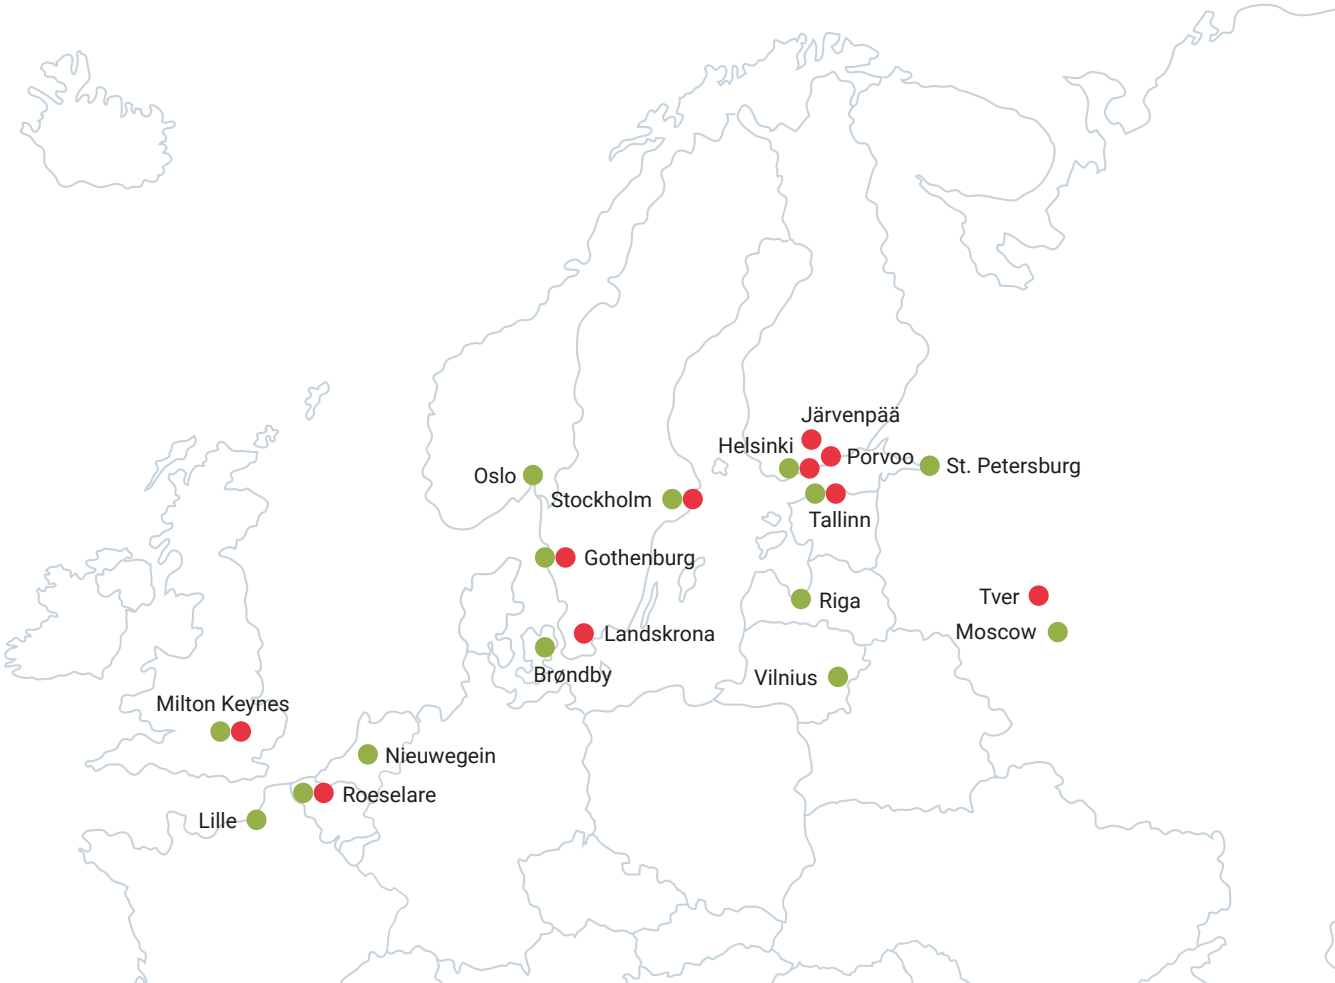 Järvenpää
Helsinki
Porvoo
St. Petersburg
Oslo
Stockholm
Tallinn
Gothenburg
Tver
Riga
Moscow
Landskrona
Brøndby
Vilnius
Milton Keynes
Nieuwegein
Roeselare
Lille